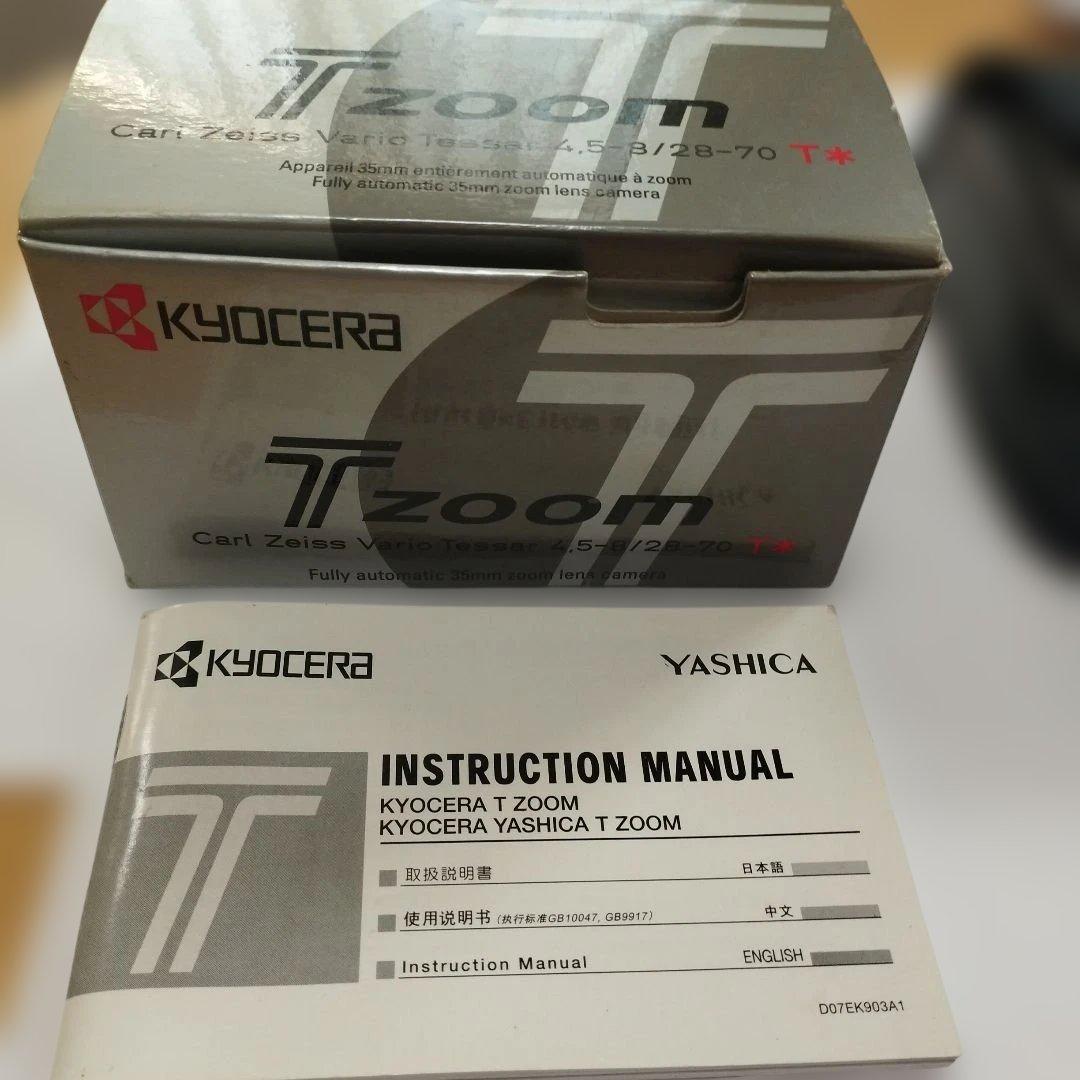 T zoom
Carl Zeiss Vario Tessar 4,5-8/28-70 T*
Appareil 35mm entièrement automatique à zoom
Fully automatic 35mm zoom lens camera
KYOCERA
T zoom
Carl Zeiss Vario Tessar 4,5-8/28-70 T*
Fully automatic 35mm zoom lens camera
KYOCERA
YASHICA
T
INSTRUCTION MANUAL
KYOCERA T ZOOM
KYOCERA YASHICA T ZOOM
取扱説明書 日本語
使用说明书 (执行标准GB10047, GB9917) 中文
Instruction Manual ENGLISH
D07EK903A1